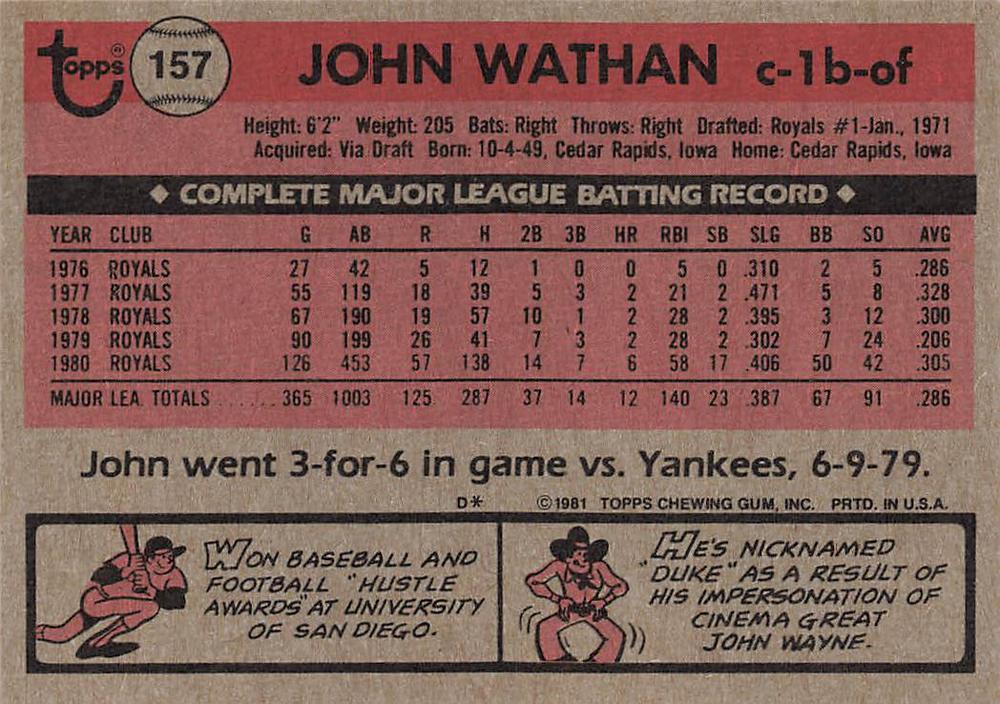 topps® 157 JOHN WATHAN c-1b-of
Height: 6'2" Weight: 205 Bats: Right Throws: Right Drafted: Royals #1-Jan., 1971
Acquired: Via Draft Born: 10-4-49, Cedar Rapids, Iowa Home: Cedar Rapids, Iowa
◆ COMPLETE MAJOR LEAGUE BATTING RECORD ◆
YEAR CLUB G AB R H 2B 3B HR RBI SB SLG BB SO AVG
1976 ROYALS 27 42 5 12 1 0 0 5 0 .310 2 5 .286
1977 ROYALS 55 119 18 39 5 3 2 21 2 .471 5 8 .328
1978 ROYALS 67 190 19 57 10 1 2 28 2 .395 3 12 .300
1979 ROYALS 90 199 26 41 7 3 2 28 2 .302 7 24 .206
1980 ROYALS 126 453 57 138 14 7 6 58 17 .406 50 42 .305
MAJOR LEA. TOTALS ...... 365 1003 125 287 37 14 12 140 23 .387 67 91 .286
John went 3-for-6 in game vs. Yankees, 6-9-79.
D* ©1981 TOPPS CHEWING GUM, INC. PRTD. IN U.S.A.
WON BASEBALL AND
FOOTBALL "HUSTLE
AWARDS" AT UNIVERSITY
OF SAN DIEGO.
HE'S NICKNAMED
"DUKE" AS A RESULT OF
HIS IMPERSONATION OF
CINEMA GREAT
JOHN WAYNE.